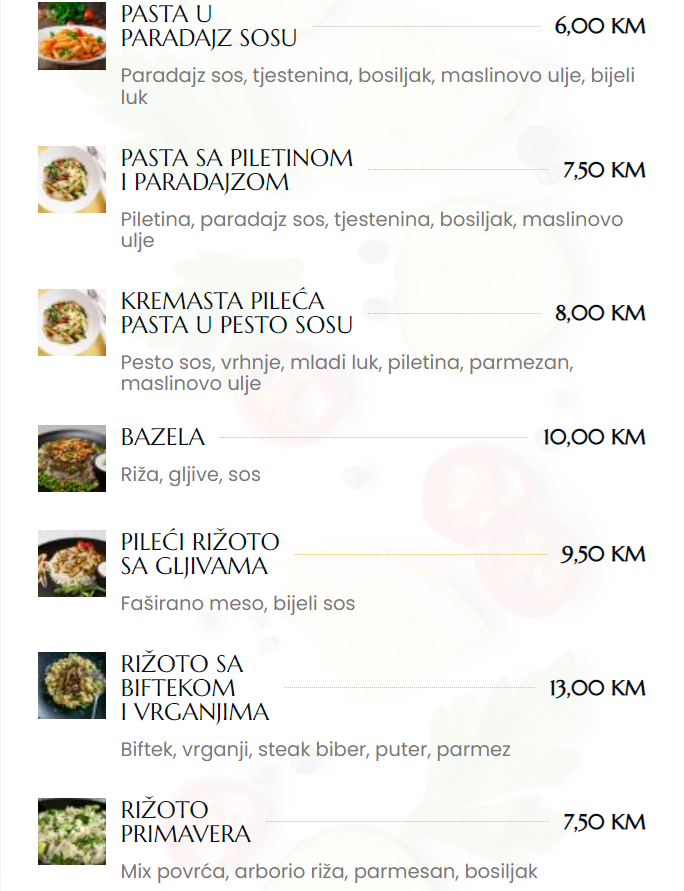 PASTA U
PARADAJZ SOSU
6,00 KM
Paradajz sos, tjestenina, bosiljak, maslinovo ulje, bijeli
luk
PASTA SA PILETINOM
I PARADAJZOM
7,50 KM
Piletina, paradajz sos, tjestenina, bosiljak, maslinovo
ulje
KREMASTA PILEĆA
PASTA U PESTO SOSU
8,00 KM
Pesto sos, vrhnje, mladi luk, piletina, parmezan,
maslinovo ulje
BAZELA
10,00 KM
Riža, gljive, sos
PILEĆI RIŽOTO
SA GLJIVAMA
9,50 KM
Faširano meso, bijeli sos
RIŽOTO SA
BIFTEKOM
I VRGANJIMA
13,00 KM
Biftek, vrganji, steak biber, puter, parmez
RIŽOTO
PRIMAVERA
7,50 KM
Mix povrća, arborio riža, parmesan, bosiljak